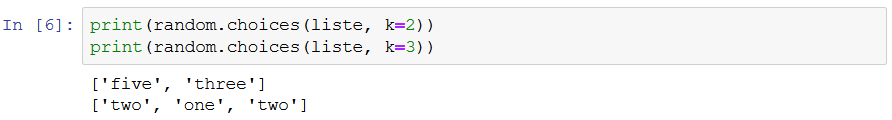 In [6]: print(random.choices(liste, k=2))
print(random.choices(liste, k=3))
['five', 'three']
['two', 'one', 'two']